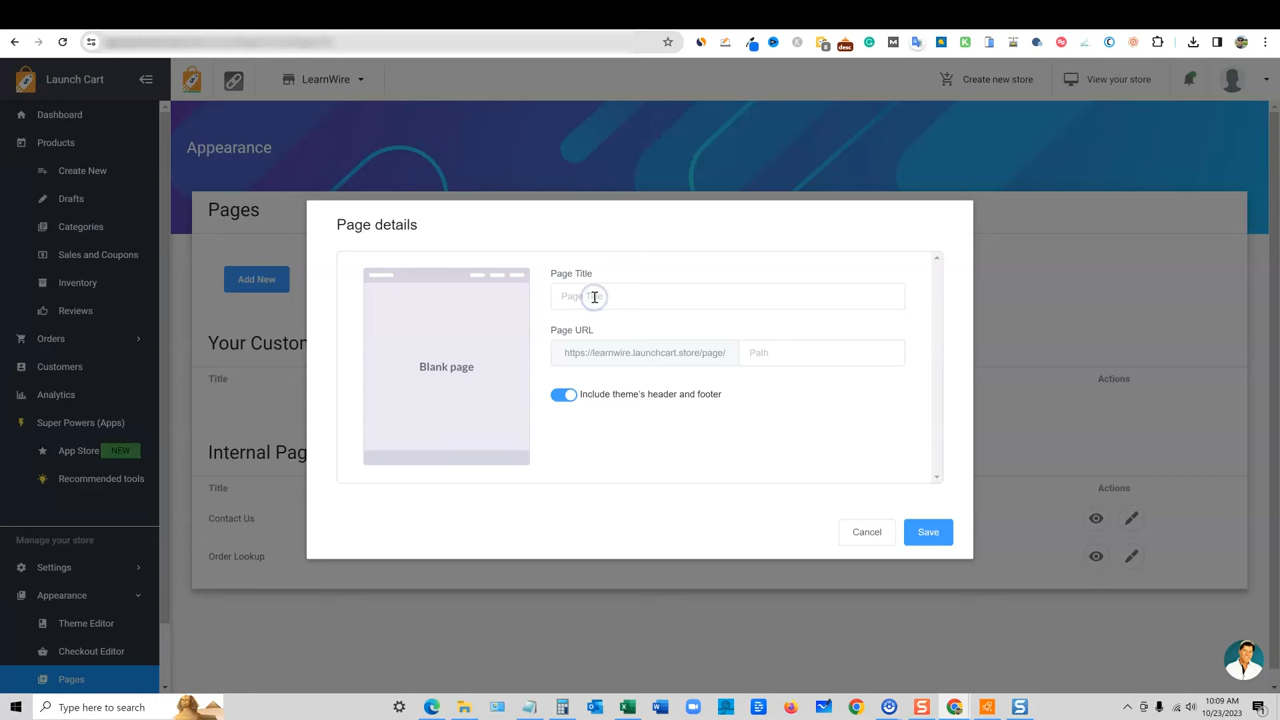 Launch Cart
LearnWire
Create new store
View your store
Dashboard
Products
Create New
Drafts
Categories
Sales and Coupons
Inventory
Reviews
Orders
Customers
Analytics
Super Powers (Apps)
App Store NEW
Recommended tools
Manage your store
Settings
Appearance
Theme Editor
Checkout Editor
Pages
Appearance
Pages
Add New
Your Custom
Title
Actions
Internal Pag
Title
Actions
Contact Us
Order Lookup
Page details
Blank page
Page Title
Page Title
Page URL
https://learnwire.launchcart.store/page/ Path
Include theme's header and footer
Cancel
Save
Type here to search
10:09 AM
10/23/2023